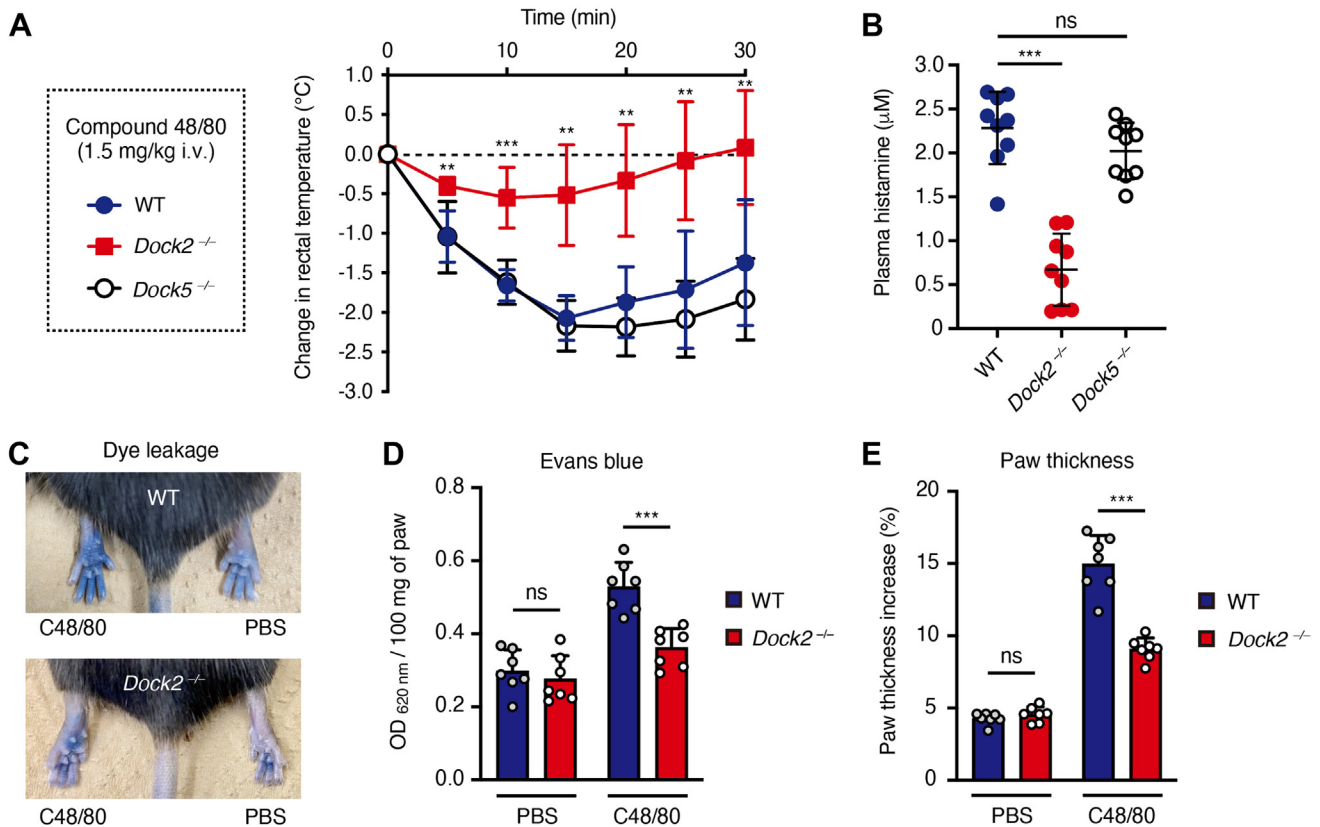 A
Time (min)
0 10 20 30
Compound 48/80
(1.5 mg/kg i.v.)
WT
Dock2 –/–
Dock5 –/–
Change in rectal temperature (°C)
1.0
0.5
0.0
-0.5
-1.0
-1.5
-2.0
-2.5
-3.0
** *** ** ** ** **
B
ns
***
Plasma histamine (μM)
3.0
2.5
2.0
1.5
1.0
0.5
0
WT Dock2 –/– Dock5 –/–
C
Dye leakage
WT
C48/80 PBS
Dock2 –/–
C48/80 PBS
D
Evans blue
OD 620 nm / 100 mg of paw
0.8
0.6
0.4
0.2
0.0
ns
***
PBS C48/80
WT
Dock2 –/–
E
Paw thickness
Paw thickness increase (%)
20
15
10
5
0
ns
***
PBS C48/80
WT
Dock2 –/–